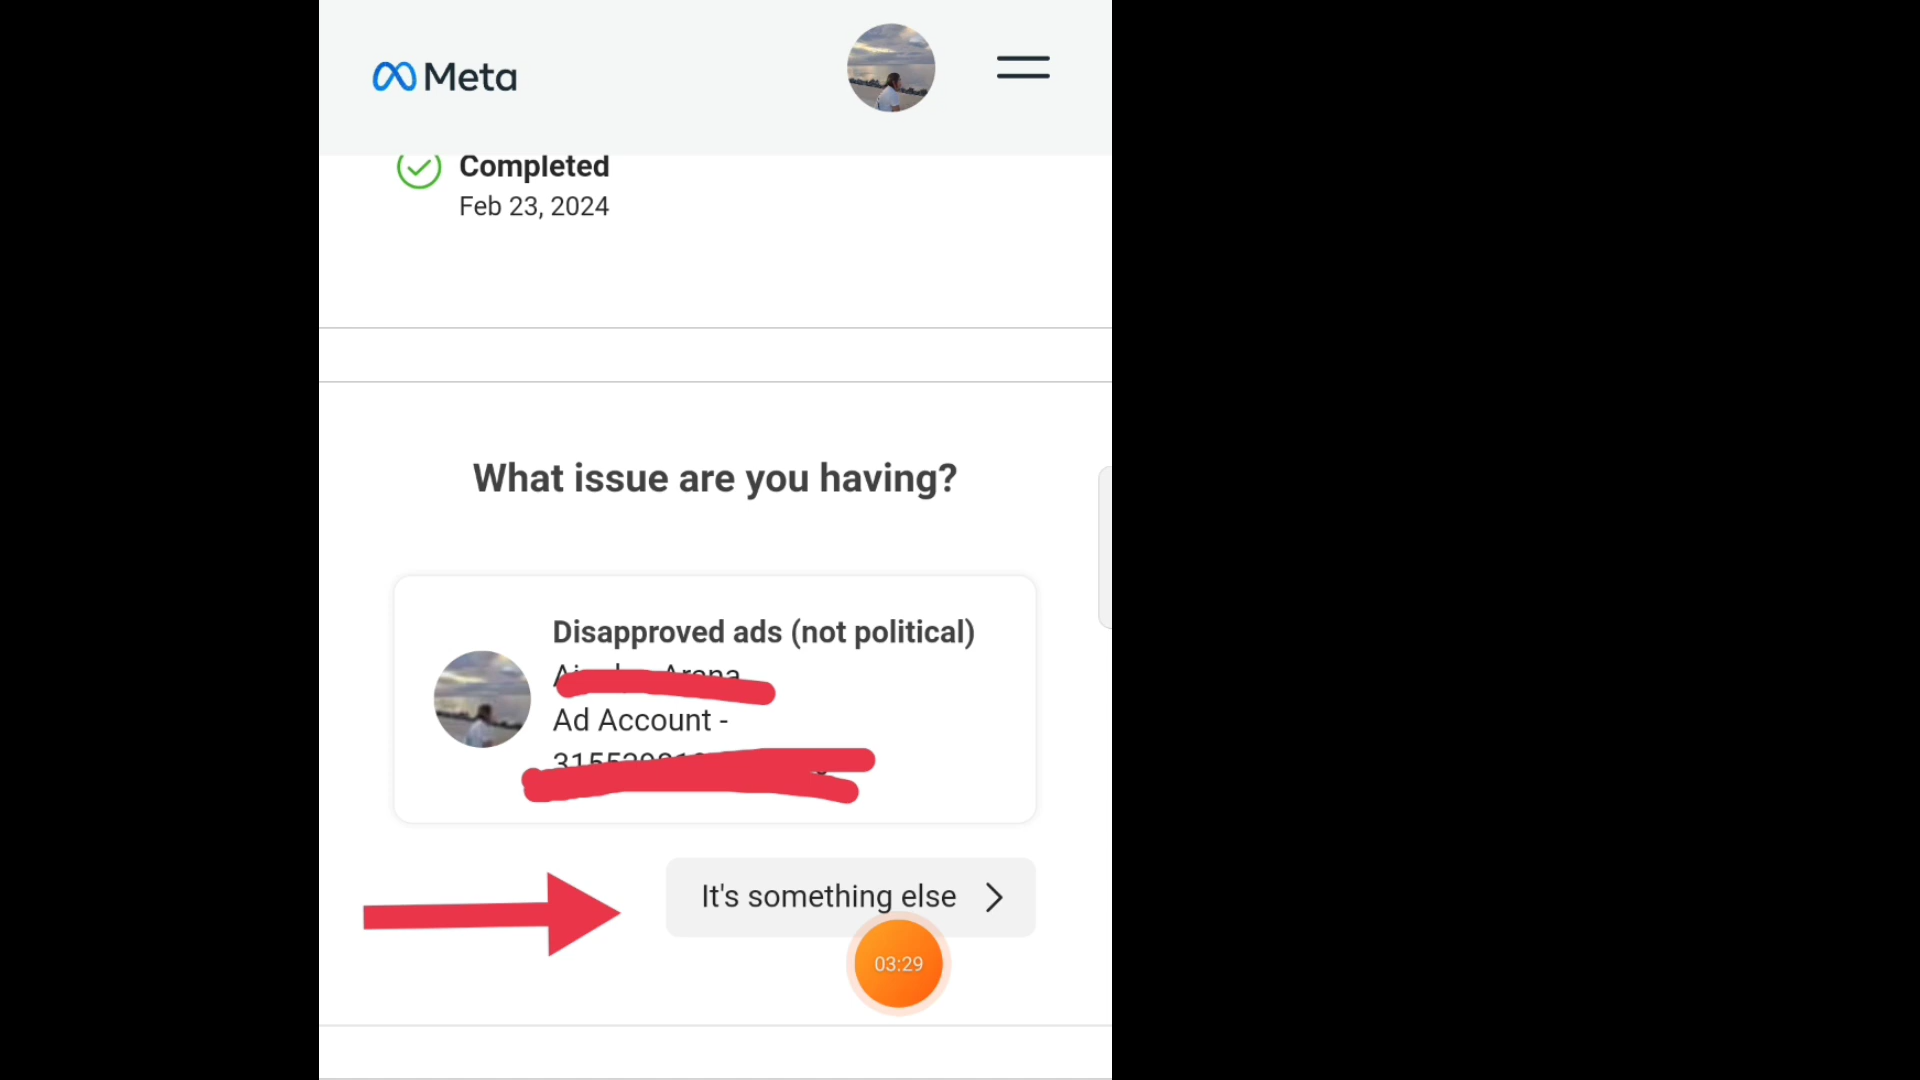 Meta
Completed
Feb 23, 2024
What issue are you having?
Disapproved ads (not political)
Ad Account -
It's something else
03:29